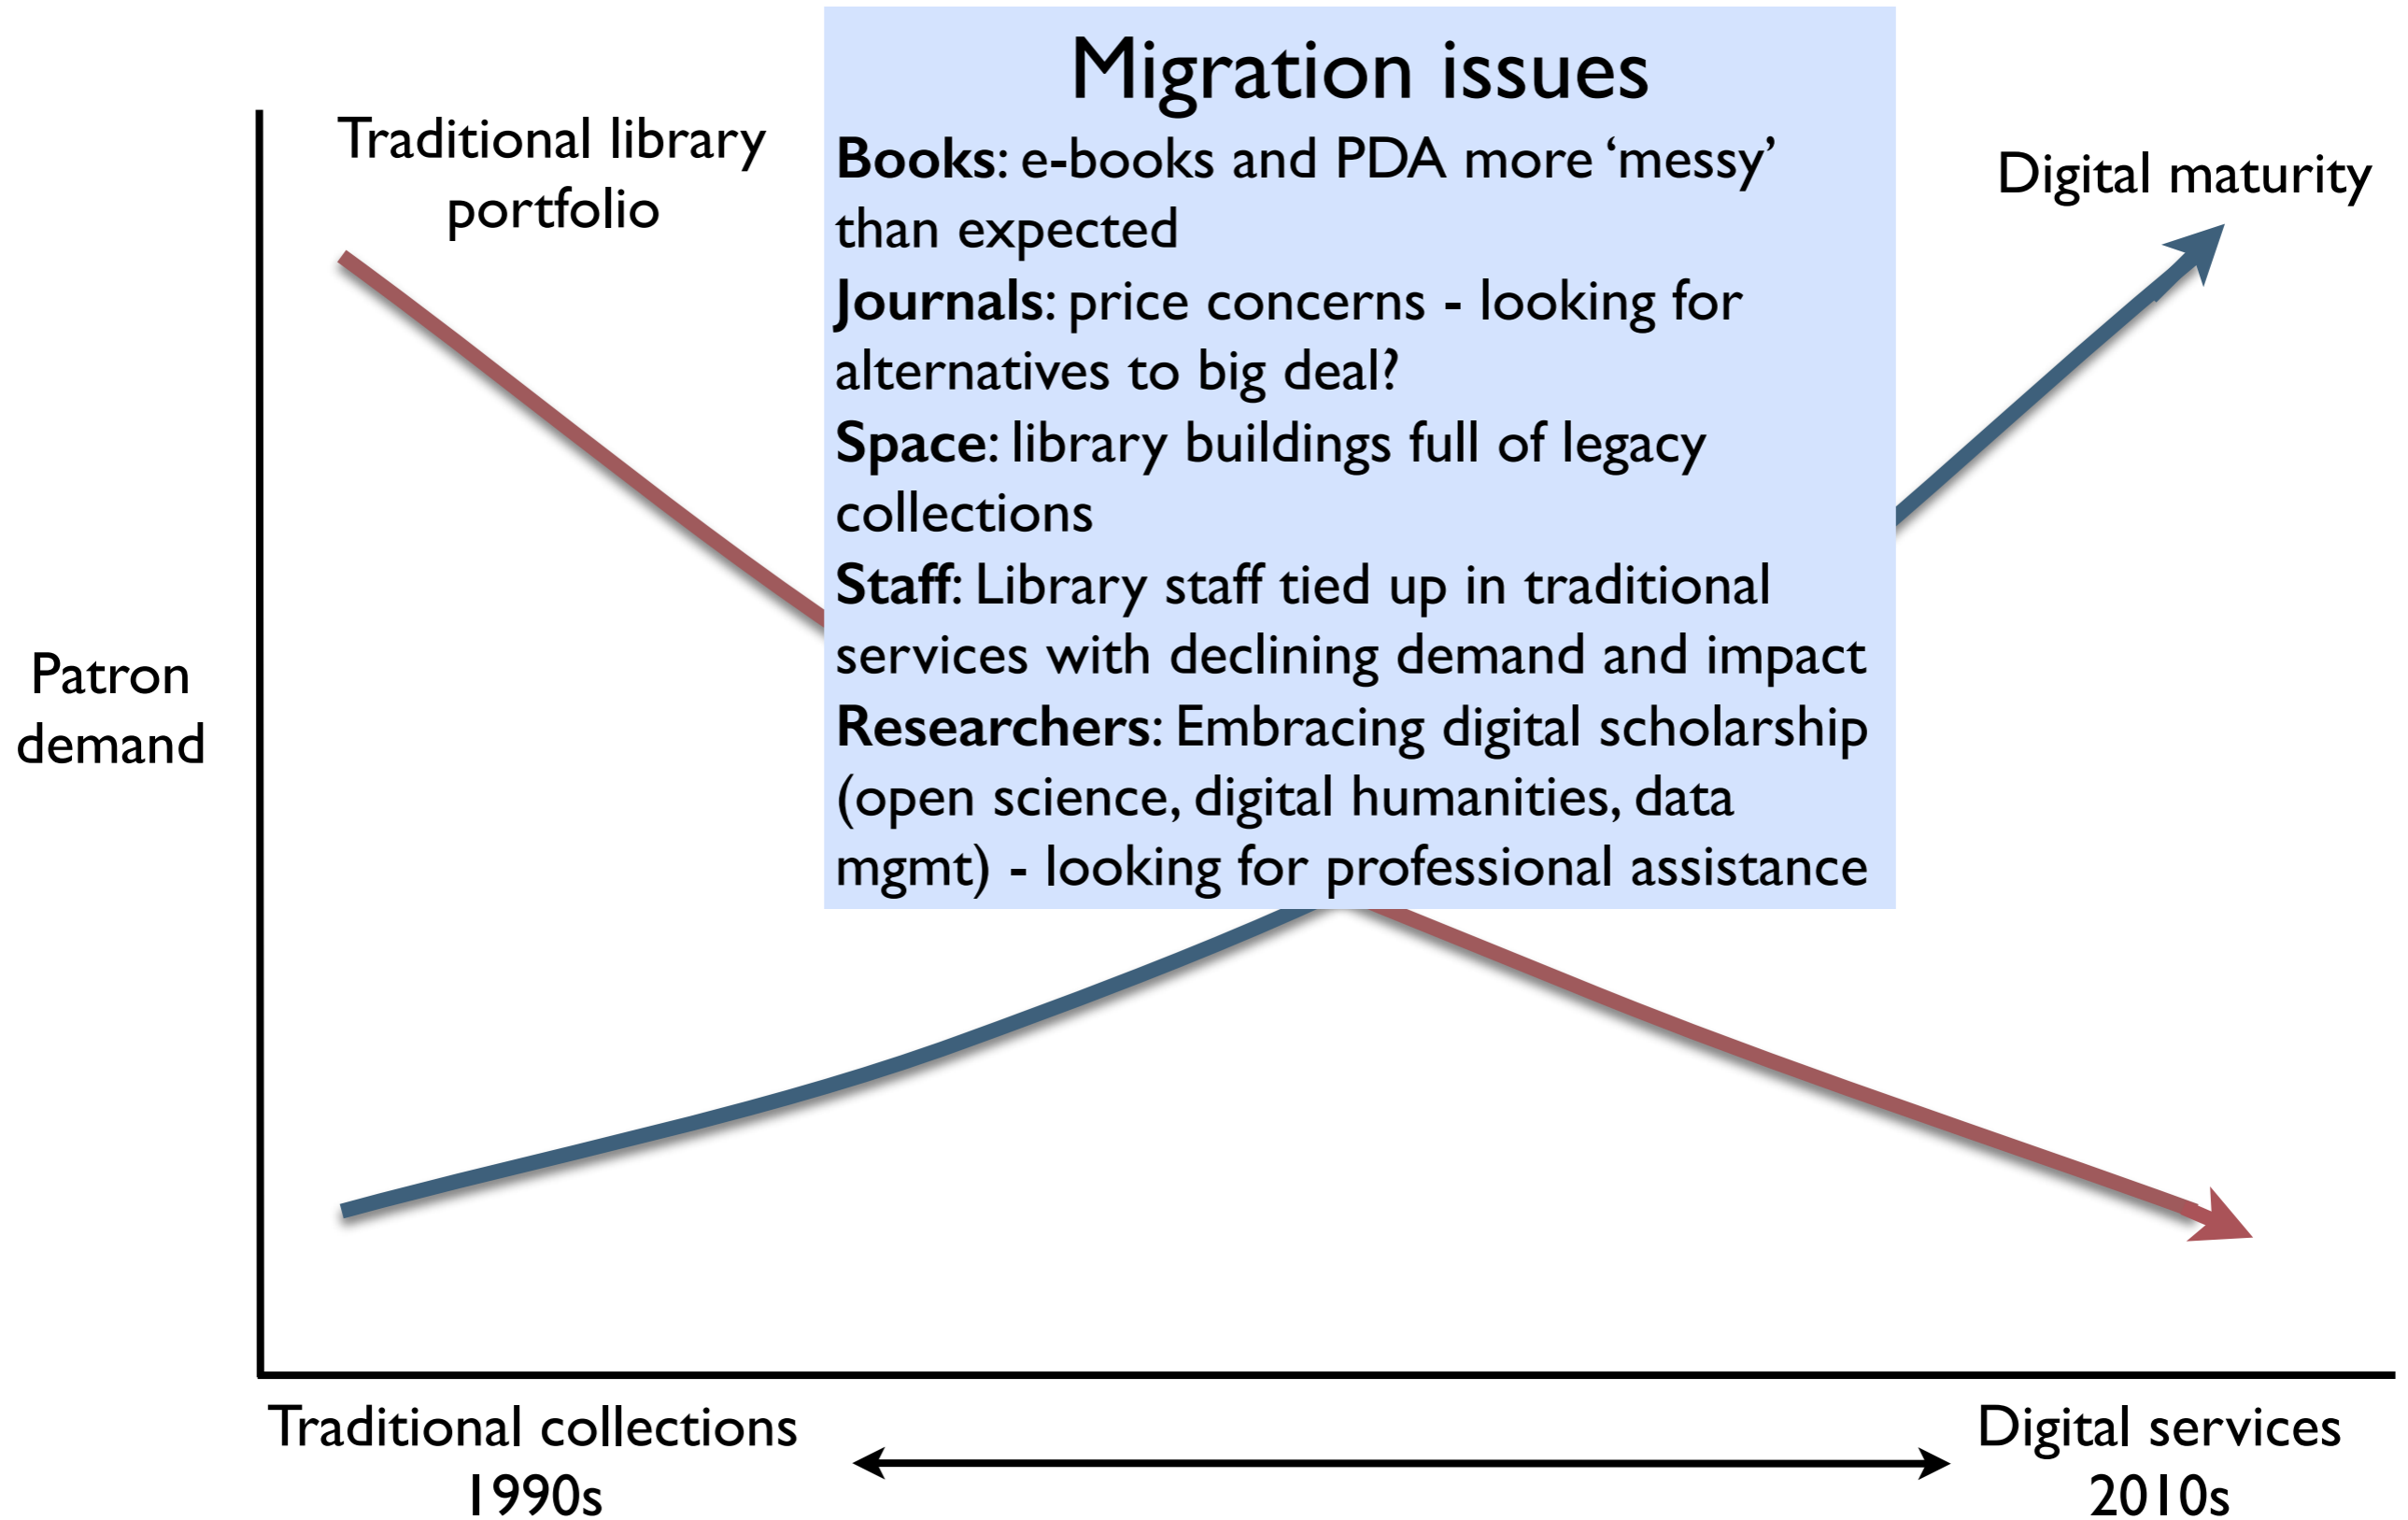 Migration issues
Traditional library
portfolio
Books: e-books and PDA more ‘messy’
than expected
Journals: price concerns - looking for
alternatives to big deal?
Space: library buildings full of legacy
collections
Staff: Library staff tied up in traditional
services with declining demand and impact
Researchers: Embracing digital scholarship
(open science, digital humanities, data
mgmt) - looking for professional assistance
Digital maturity
Patron
demand
Traditional collections
1990s
Digital services
2010s